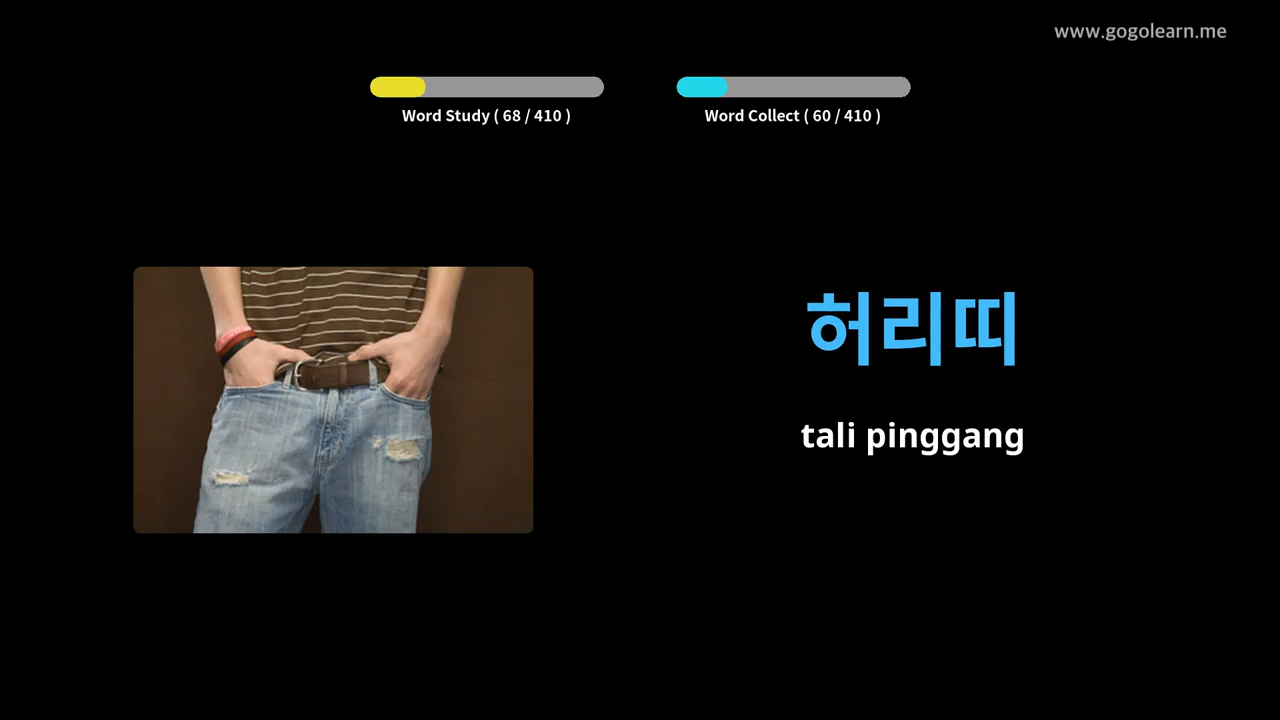 www.gogolearn.me
Word Study ( 68 / 410 )
Word Collect ( 60 / 410 )
허리띠
tali pinggang